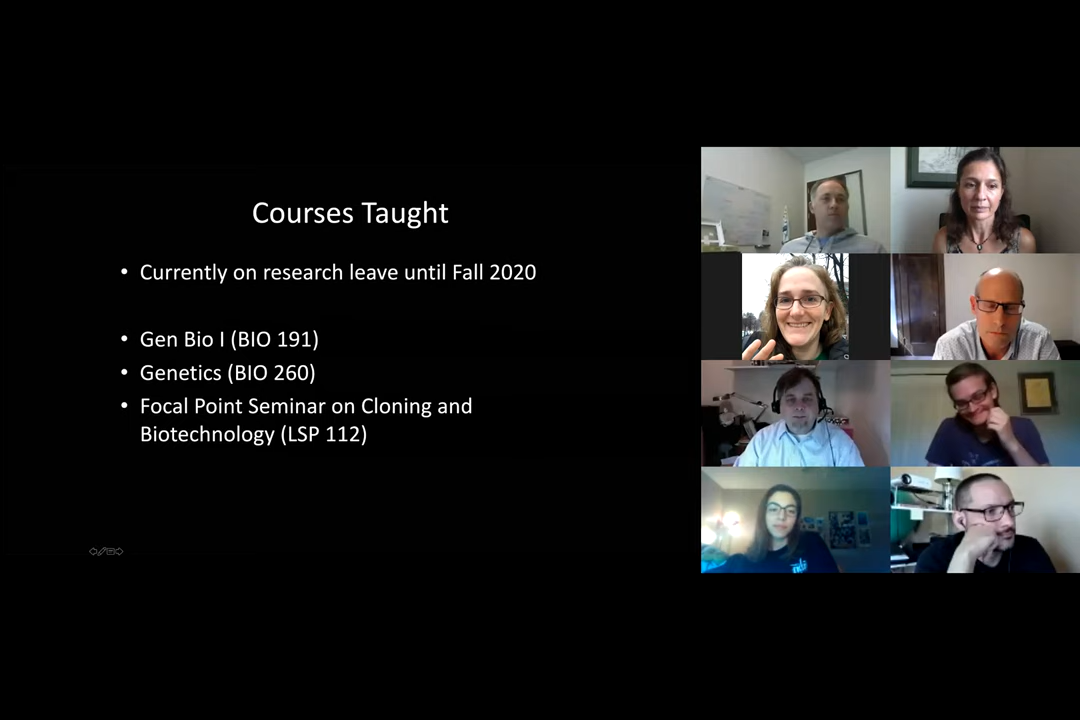 Courses Taught
• Currently on research leave until Fall 2020
• Gen Bio I (BIO 191)
• Genetics (BIO 260)
• Focal Point Seminar on Cloning and
Biotechnology (LSP 112)